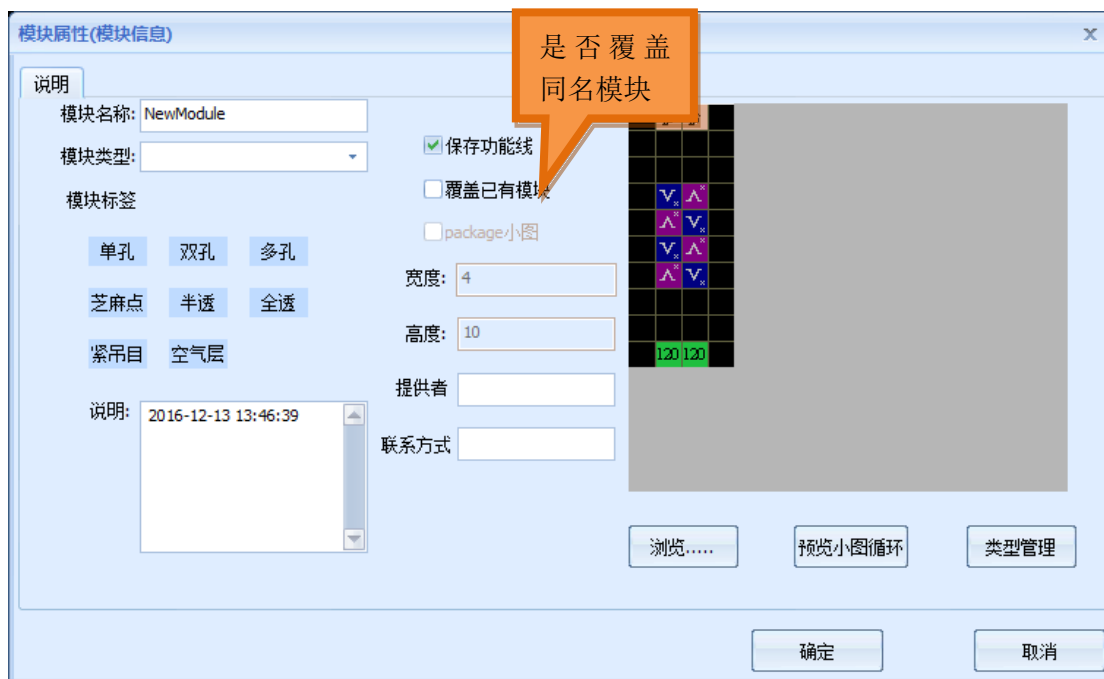 模块属性(模块信息)
是否覆盖
同名模块
说明
模块名称: NewModule
模块类型:
模块标签
单孔 双孔 多孔
芝麻点 半透 全透
紧吊目 空气层
说明: 2016-12-13 13:46:39
保存功能线
覆盖已有模块
package小图
宽度: 4
高度: 10
提供者
联系方式
120 120
浏览..... 预览小图循环 类型管理
确定 取消